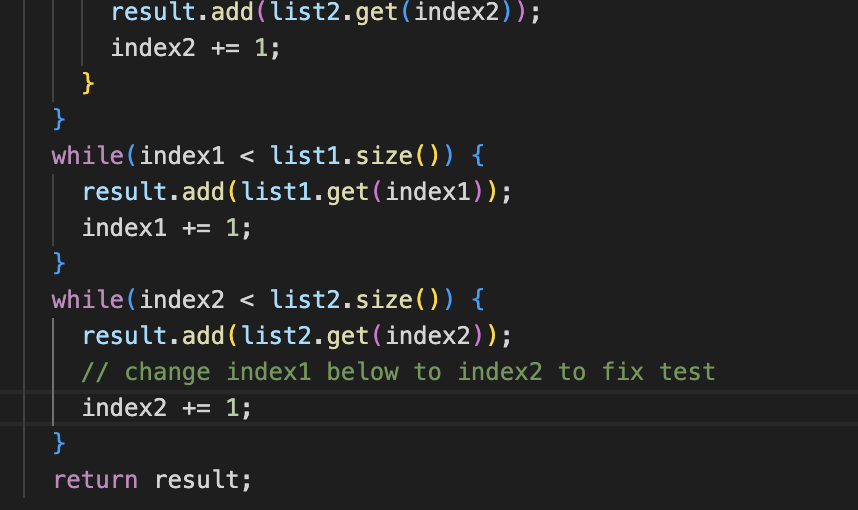 result.add(list2.get(index2));
index2 += 1;
}
}
while(index1 < list1.size()) {
result.add(list1.get(index1));
index1 += 1;
}
while(index2 < list2.size()) {
result.add(list2.get(index2));
// change index1 below to index2 to fix test
index2 += 1;
}
return result;